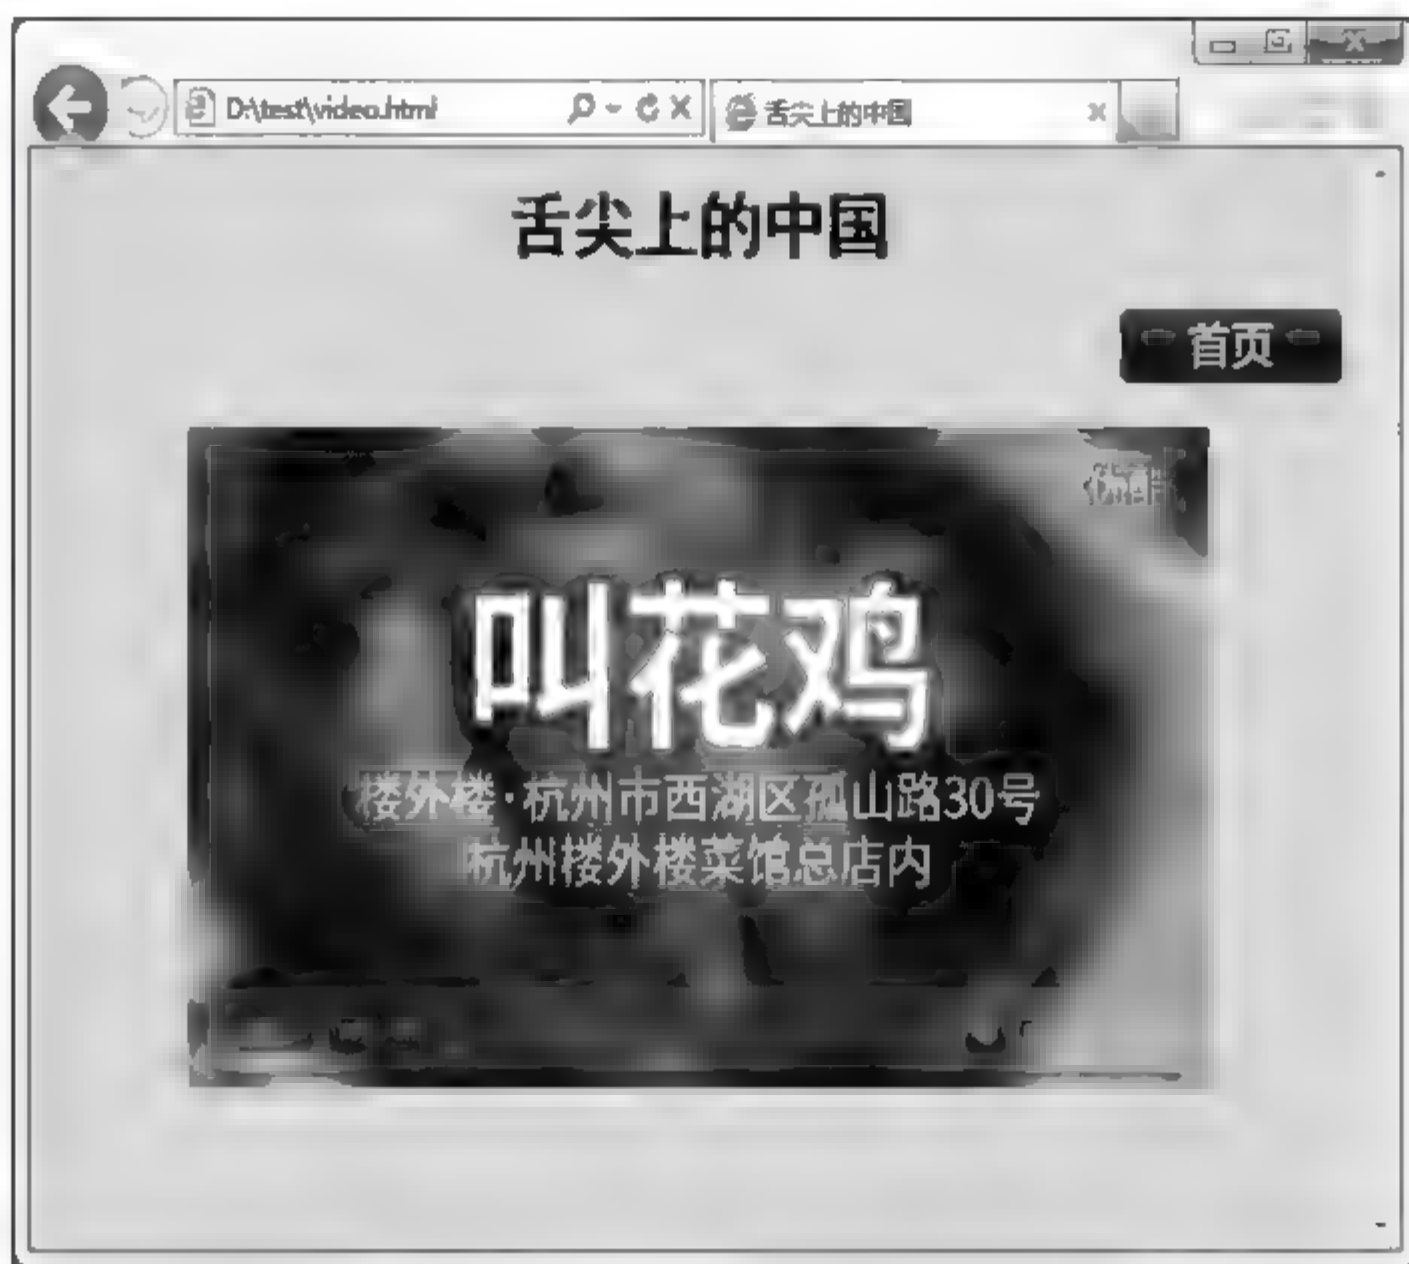 D:\test\video.html
舌尖上的中国
舌尖上的中国
首页
叫花鸡
楼外楼·杭州市西湖区孤山路30号
杭州楼外楼菜馆总店内